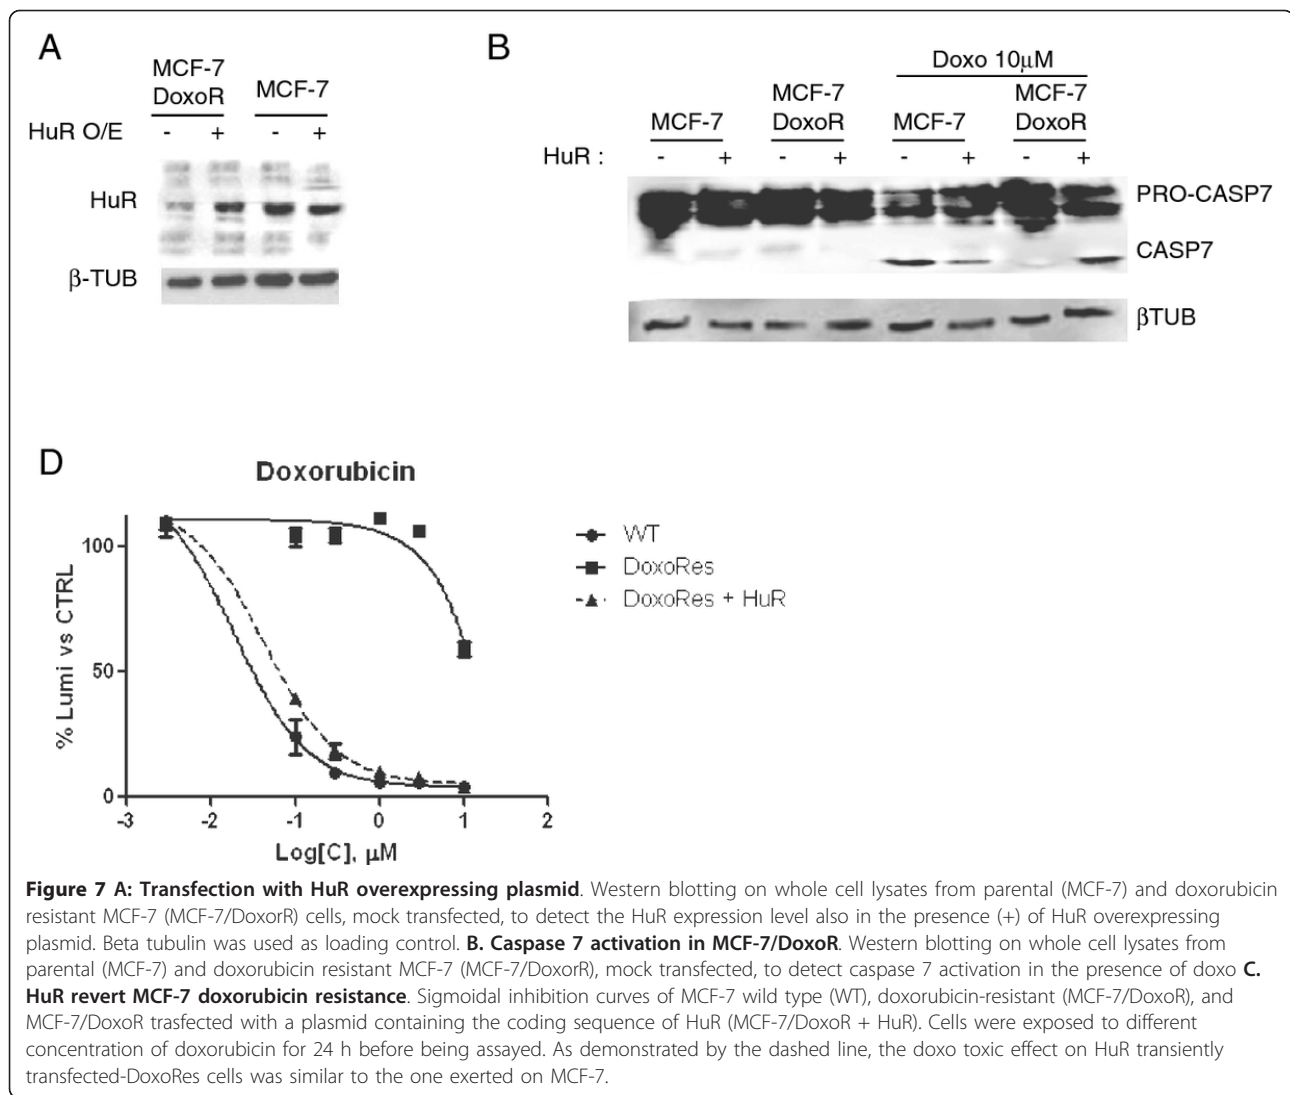 A
MCF-7
DoxoR
MCF-7
HuR O/E
- + - +
HuR
β-TUB
B
Doxo 10μM
MCF-7
MCF-7
DoxoR
MCF-7
MCF-7
DoxoR
HuR :
- + - + - + - +
PRO-CASP7
CASP7
βTUB
D
Doxorubicin
% Lumi vs CTRL
100
50
0
-3 -2 -1 0 1 2
Log[C], μM
WT
DoxoRes
DoxoRes + HuR
Figure 7 A: Transfection with HuR overexpressing plasmid. Western blotting on whole cell lysates from parental (MCF-7) and doxorubicin
resistant MCF-7 (MCF-7/DoxorR) cells, mock transfected, to detect the HuR expression level also in the presence (+) of HuR overexpressing
plasmid. Beta tubulin was used as loading control. B. Caspase 7 activation in MCF-7/DoxoR. Western blotting on whole cell lysates from
parental (MCF-7) and doxorubicin resistant MCF-7 (MCF-7/DoxorR), mock transfected, to detect caspase 7 activation in the presence of doxo C.
HuR revert MCF-7 doxorubicin resistance. Sigmoidal inhibition curves of MCF-7 wild type (WT), doxorubicin-resistant (MCF-7/DoxoR), and
MCF-7/DoxoR trasfected with a plasmid containing the coding sequence of HuR (MCF-7/DoxoR + HuR). Cells were exposed to different
concentration of doxorubicin for 24 h before being assayed. As demonstrated by the dashed line, the doxo toxic effect on HuR transiently
transfected-DoxoRes cells was similar to the one exerted on MCF-7.